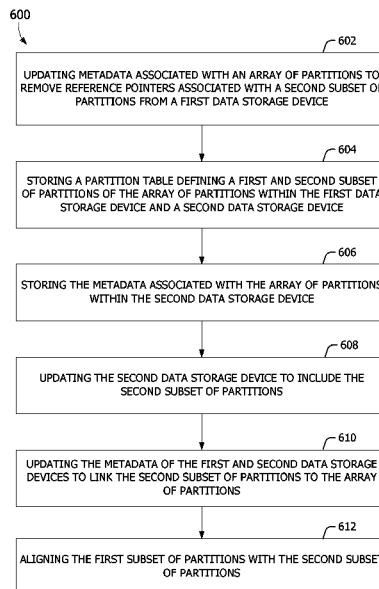 600
602
UPDATING METADATA ASSOCIATED WITH AN ARRAY OF PARTITIONS TO
REMOVE REFERENCE POINTERS ASSOCIATED WITH A SECOND SUBSET OF
PARTITIONS FROM A FIRST DATA STORAGE DEVICE
604
STORING A PARTITION TABLE DEFINING A FIRST AND SECOND SUBSET
OF PARTITIONS OF THE ARRAY OF PARTITIONS WITHIN THE FIRST DATA
STORAGE DEVICE AND A SECOND DATA STORAGE DEVICE
606
STORING THE METADATA ASSOCIATED WITH THE ARRAY OF PARTITIONS
WITHIN THE SECOND DATA STORAGE DEVICE
608
UPDATING THE SECOND DATA STORAGE DEVICE TO INCLUDE THE
SECOND SUBSET OF PARTITIONS
610
UPDATING THE METADATA OF THE FIRST AND SECOND DATA STORAGE
DEVICES TO LINK THE SECOND SUBSET OF PARTITIONS TO THE ARRAY
OF PARTITIONS
612
ALIGNING THE FIRST SUBSET OF PARTITIONS WITH THE SECOND SUBSET
OF PARTITIONS